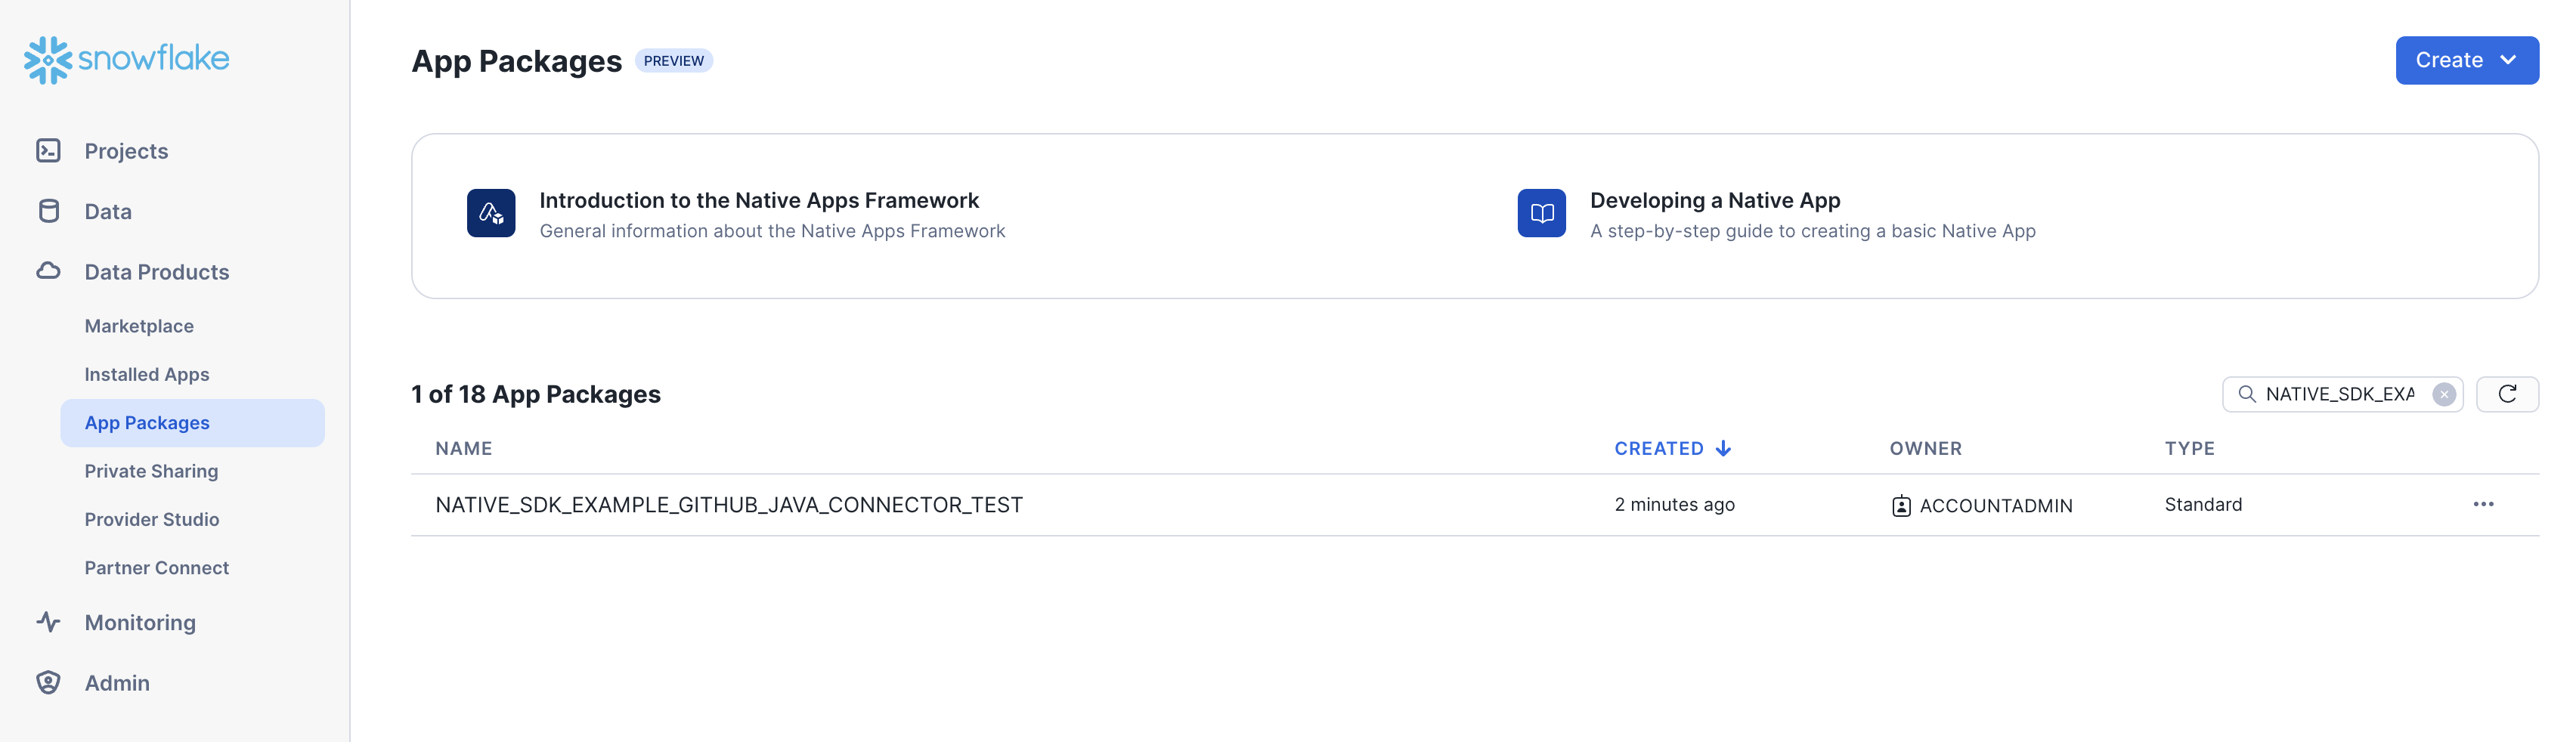 snowflake
Projects
Data
Data Products
Marketplace
Installed Apps
App Packages
Private Sharing
Provider Studio
Partner Connect
Monitoring
Admin
App Packages PREVIEW
Create
Introduction to the Native Apps Framework
General information about the Native Apps Framework
Developing a Native App
A step-by-step guide to creating a basic Native App
1 of 18 App Packages
NATIVE_SDK_EXA
NAME CREATED OWNER TYPE
NATIVE_SDK_EXAMPLE_GITHUB_JAVA_CONNECTOR_TEST 2 minutes ago ACCOUNTADMIN Standard